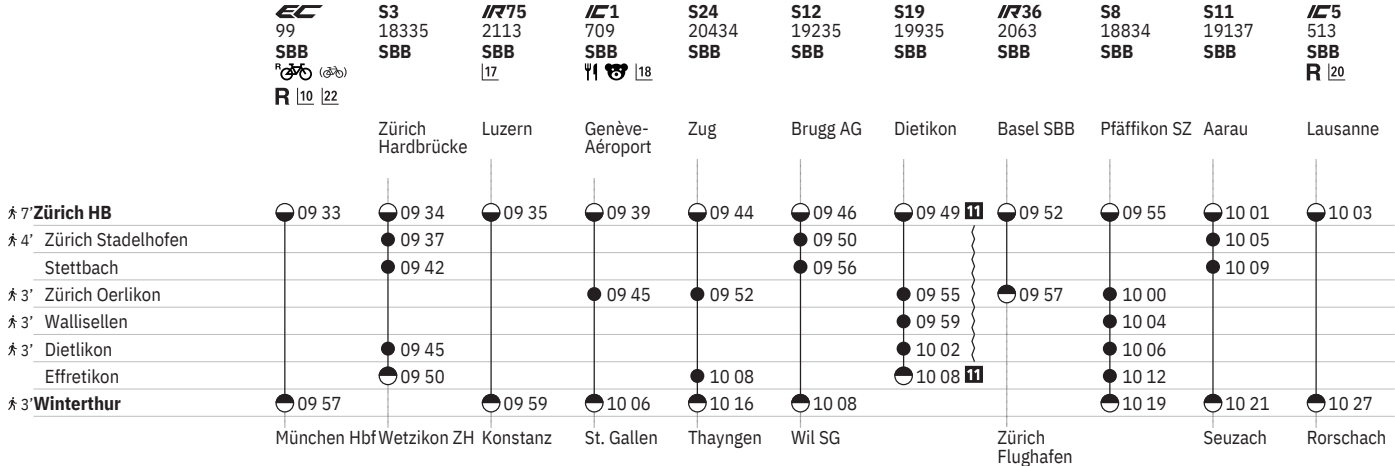 EC S3 IR75 IC1 S24 S12 S19 IR36 S8 S11 IC5
99 18335 2113 709 20434 19235 19935 2063 18834 19137 513
SBB SBB SBB SBB SBB SBB SBB SBB SBB SBB SBB
R 17 18 R 20
R 10 22
Zürich Luzern Genève- Zug Brugg AG Dietikon Basel SBB Pfäffikon SZ Aarau Lausanne
Hardbrücke Aéroport
7' Zürich HB 09 33 09 34 09 35 09 39 09 44 09 46 09 49 11 09 52 09 55 10 01 10 03
4' Zürich Stadelhofen 09 37 09 50 10 05
Stettbach 09 42 09 56 10 09
3' Zürich Oerlikon 09 45 09 52 09 55 09 57 10 00
3' Wallisellen 09 59 10 04
3' Dietlikon 09 45 10 02 10 06
Effretikon 09 50 10 08 10 08 11 10 12
3' Winterthur 09 57 09 59 10 06 10 16 10 08 10 19 10 21 10 27
München Hbf Wetzikon ZH Konstanz St. Gallen Thayngen Wil SG Zürich Seuzach Rorschach
Flughafen